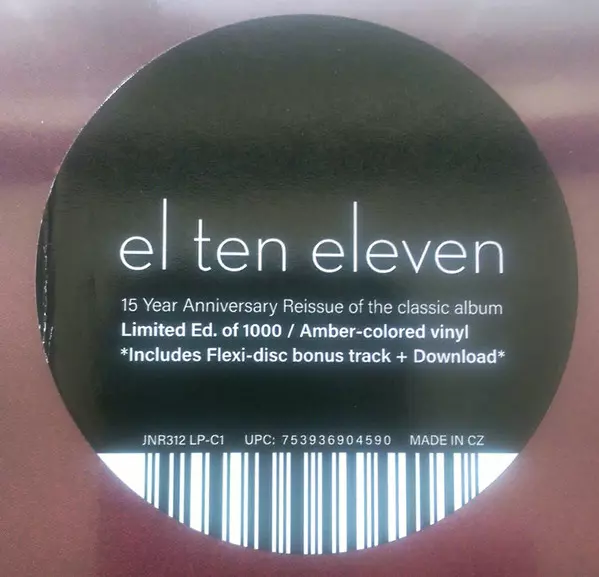 el ten eleven
15 Year Anniversary Reissue of the classic album
Limited Ed. of 1000 / Amber-colored vinyl
*Includes Flexi-disc bonus track + Download*
JNR312 LP-C1 UPC: 753936904590 MADE IN CZ